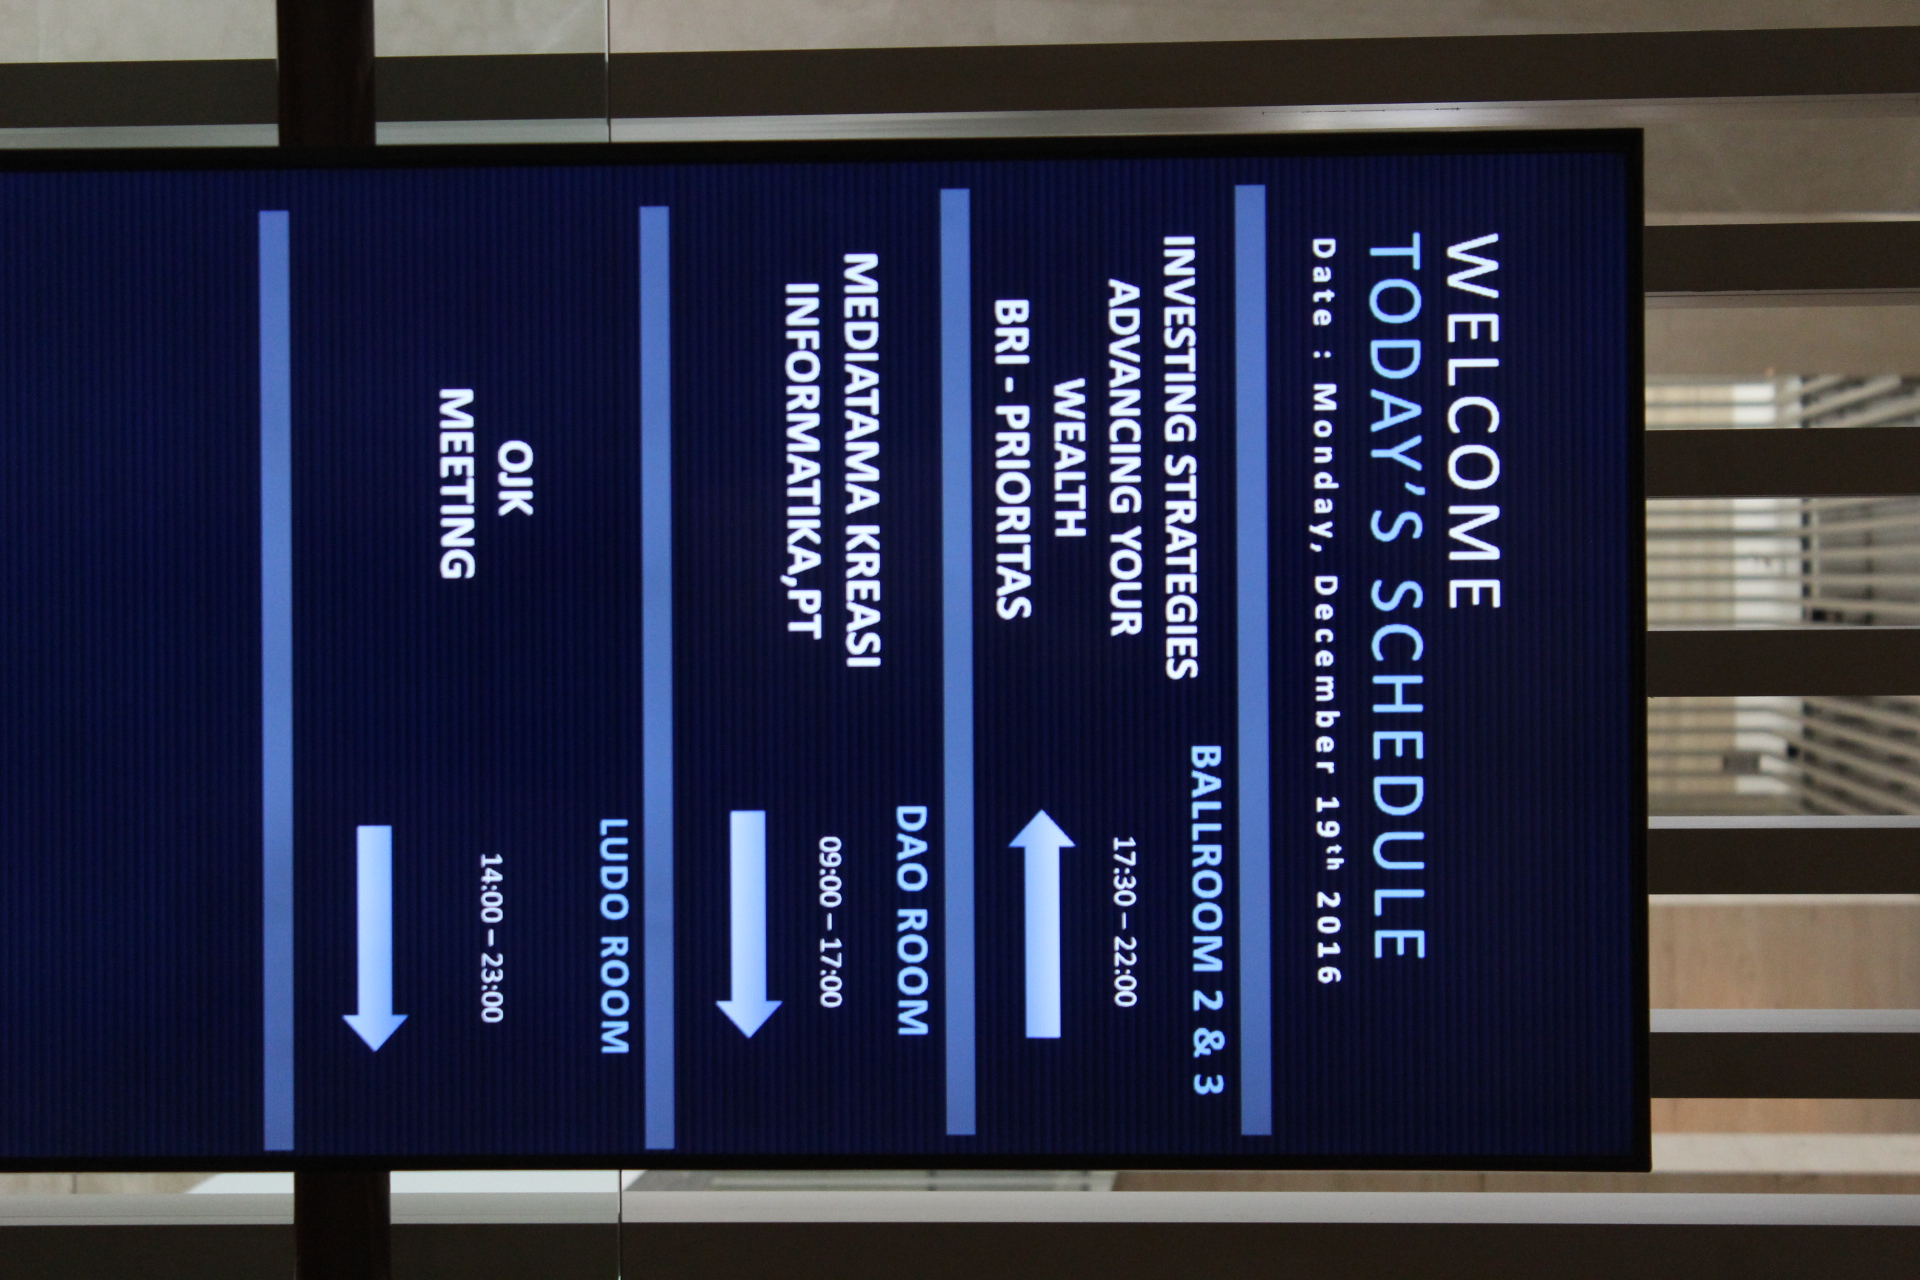 WELCOME
TODAY'S SCHEDULE
Date : Monday, December 19th 2016
BALLROOM 2 & 3
INVESTING STRATEGIES
ADVANCING YOUR
WEALTH
BRI - PRIORITAS
17:30 – 22:00
DAO ROOM
MEDIATAMA KREASI
INFORMATIKA,PT
09:00 – 17:00
LUDO ROOM
OJK
MEETING
14:00 – 23:00